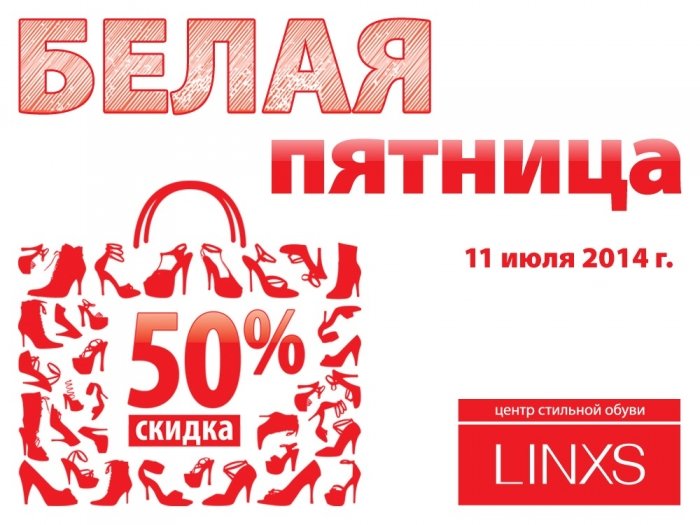 БЕЛАЯ
пятница
11 июля 2014 г.
50%
скидка
центр стильной обуви
LINXS